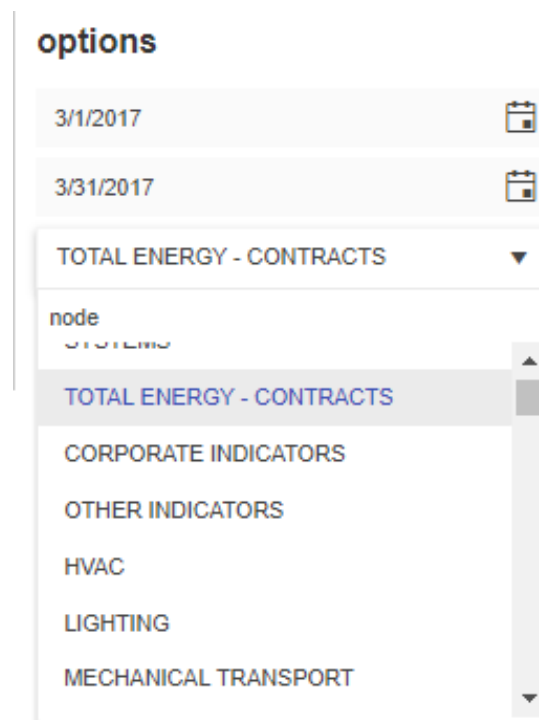 options
3/1/2017
3/31/2017
TOTAL ENERGY - CONTRACTS
node
SYSTEMS
TOTAL ENERGY - CONTRACTS
CORPORATE INDICATORS
OTHER INDICATORS
HVAC
LIGHTING
MECHANICAL TRANSPORT